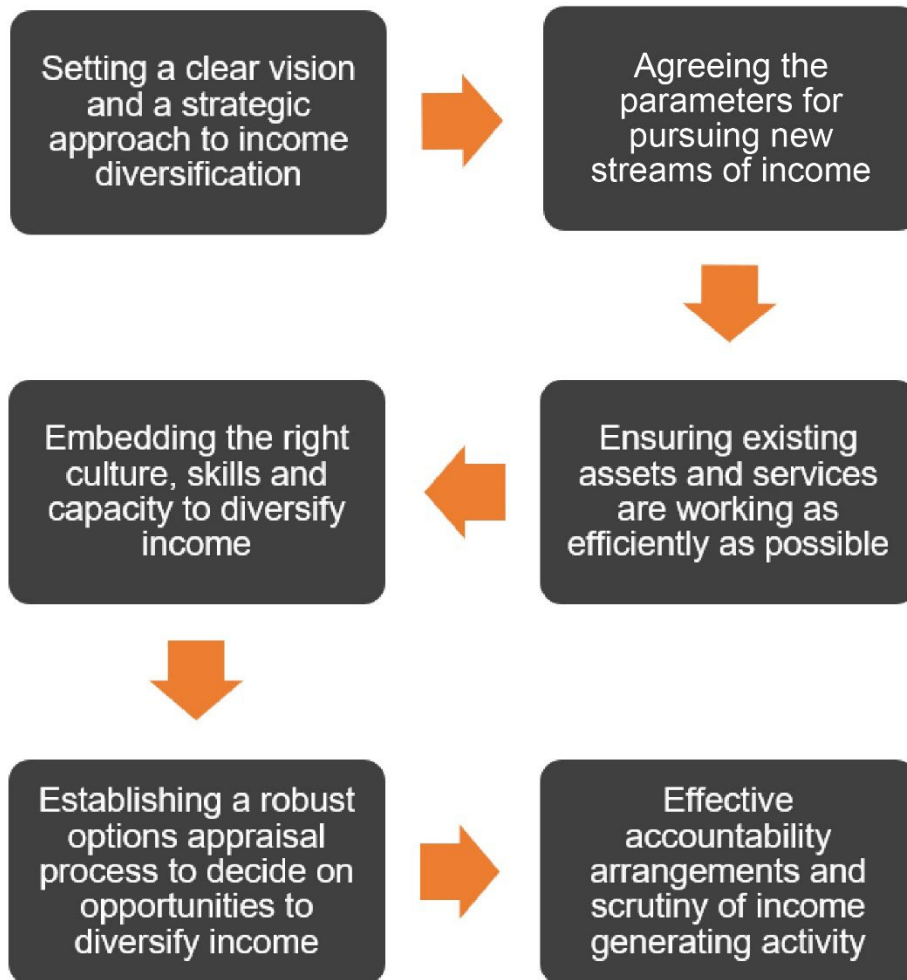 Setting a clear vision
and a strategic
approach to income
diversification
Agreeing the
parameters for
pursuing new
streams of income
Embedding the right
culture, skills and
capacity to diversify
income
Ensuring existing
assets and services
are working as
efficiently as possible
Establishing a robust
options appraisal
process to decide on
opportunities to
diversify income
Effective
accountability
arrangements and
scrutiny of income
generating activity